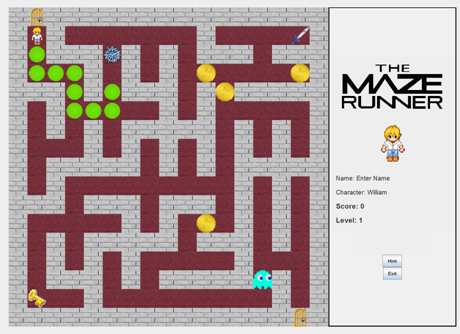 THE
MAZE
RUNNER
Name: Enter Name
Character: William
Score: 0
Level: 1
Hint
Exit